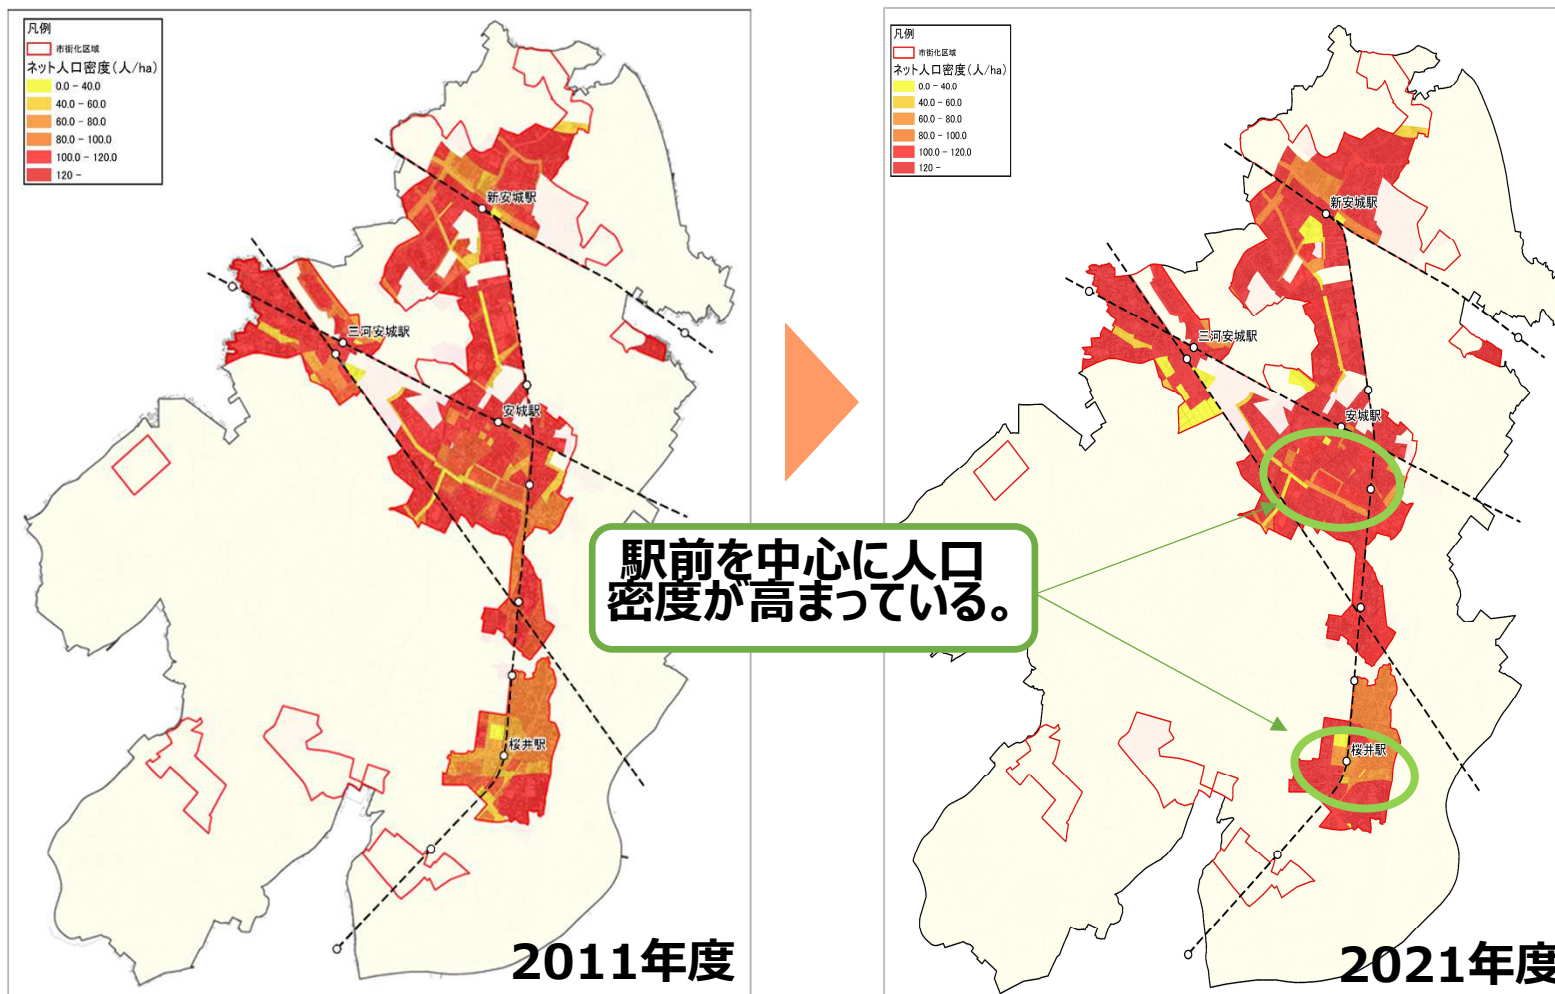 凡例
市街化区域
ネット人口密度(人/ha)
0.0 - 40.0
40.0 - 60.0
60.0 - 80.0
80.0 - 100.0
100.0 - 120.0
120 -
新安城駅
三河安城駅
安城駅
桜井駅
2011年度
駅前を中心に人口
密度が高まっている。
凡例
市街化区域
ネット人口密度(人/ha)
0.0 - 40.0
40.0 - 60.0
60.0 - 80.0
80.0 - 100.0
100.0 - 120.0
120 -
新安城駅
三河安城駅
安城駅
桜井駅
2021年度